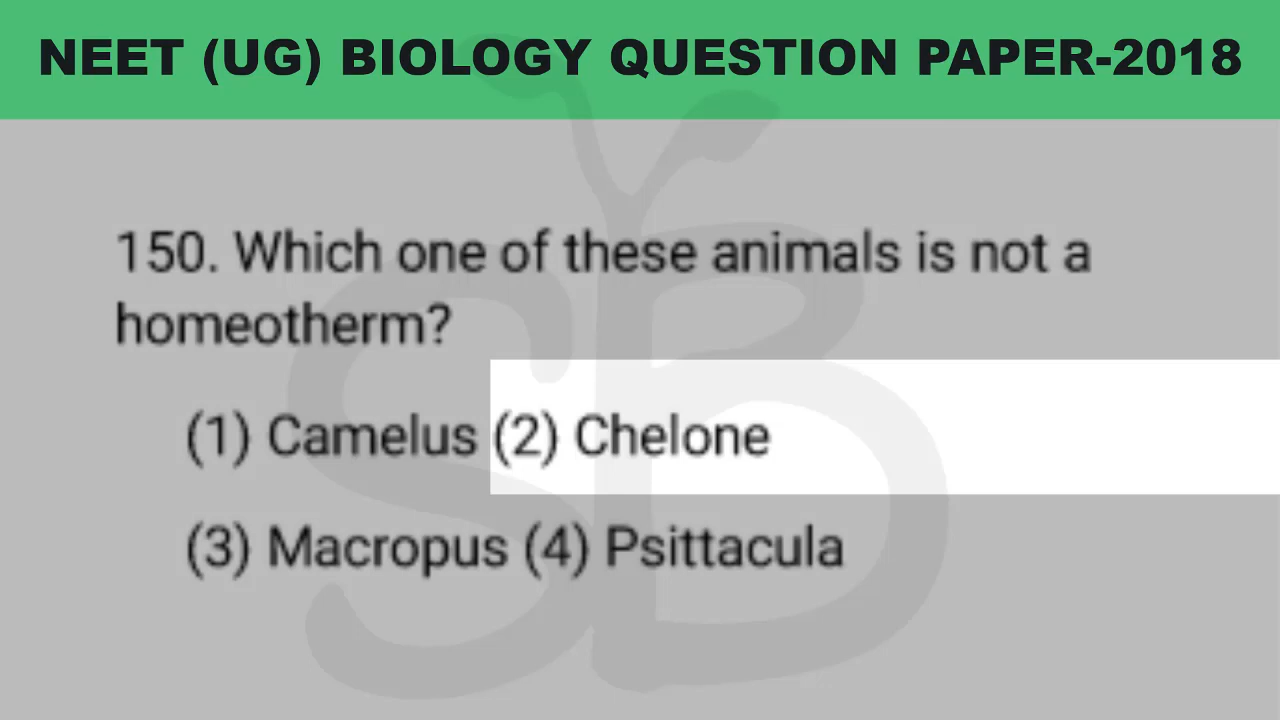 NEET (UG) BIOLOGY QUESTION PAPER-2018
150. Which one of these animals is not a
homeotherm?
(1) Camelus (2) Chelone
(3) Macropus (4) Psittacula
SB